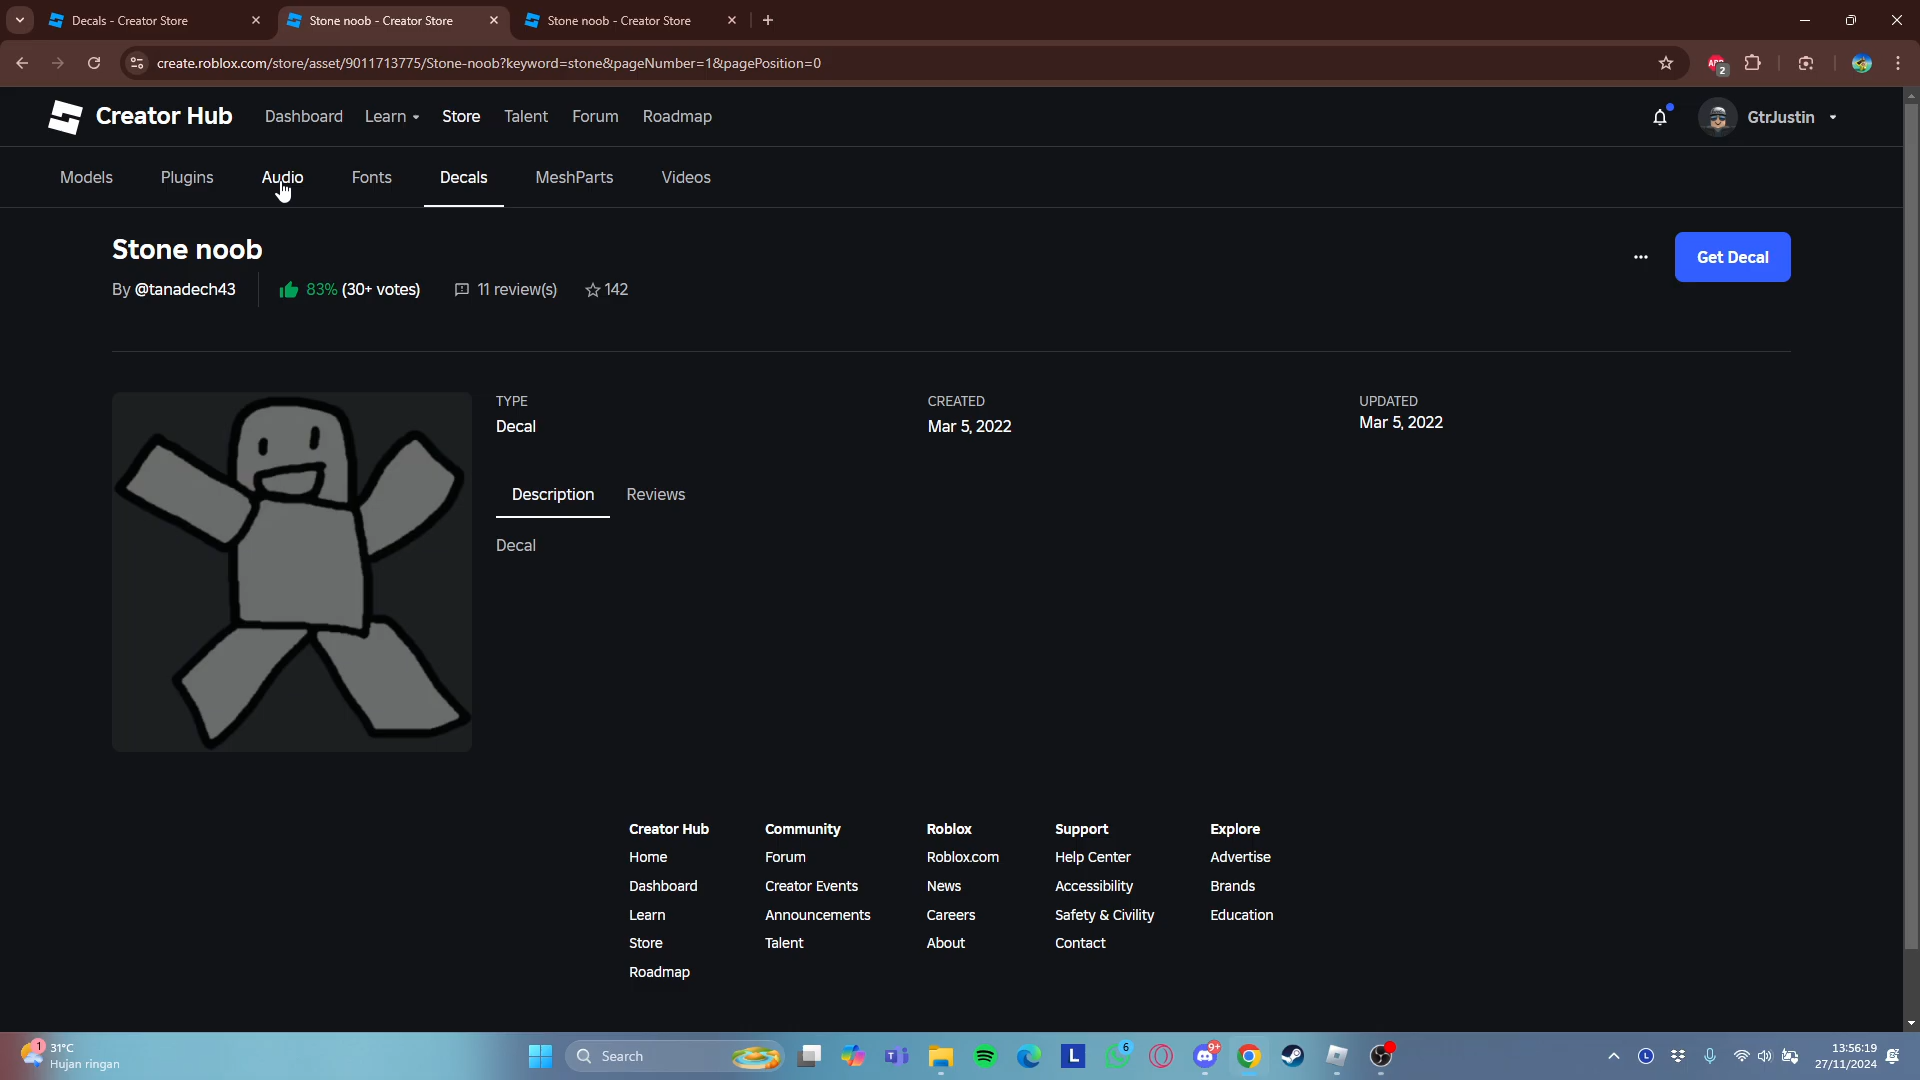 Decals - Creator Store
Stone noob - Creator Store
Stone noob - Creator Store
create.roblox.com/store/asset/9011713775/Stone-noob?keyword=stone&pageNumber=1&pagePosition=0
2
Creator Hub
Dashboard
Learn
Store
Talent
Forum
Roadmap
GtrJustin
Models
Plugins
Audio
Fonts
Decals
MeshParts
Videos
Stone noob
Get Decal
By @tanadech43
83% (30+ votes)
11 review(s)
142
TYPE
Decal
CREATED
Mar 5, 2022
UPDATED
Mar 5, 2022
Description
Reviews
Decal
Creator Hub
Home
Dashboard
Learn
Store
Roadmap
Community
Forum
Creator Events
Announcements
Talent
Roblox
Roblox.com
News
Careers
About
Support
Help Center
Accessibility
Safety & Civility
Contact
Explore
Advertise
Brands
Education
1
31°C
Hujan ringan
Search
L
6
9+
13:56:19
27/11/2024